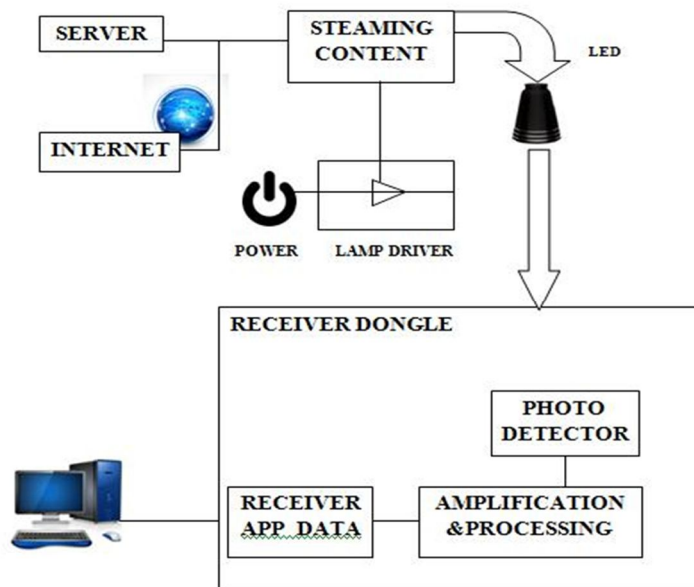 SERVER
STEAMING
CONTENT
LED
INTERNET
POWER
LAMP DRIVER
RECEIVER DONGLE
PHOTO
DETECTOR
RECEIVER
APP DATA
AMPLIFICATION
&PROCESSING